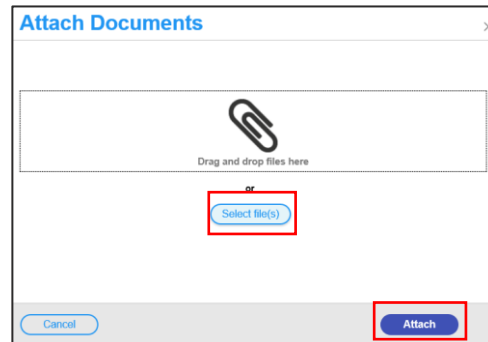 Attach Documents
Drag and drop files here
or
Select file(s)
Cancel
Attach